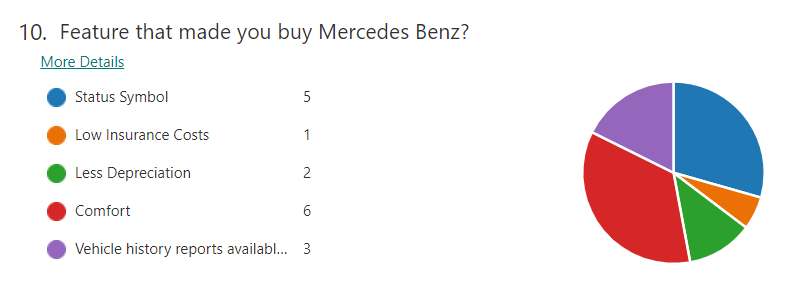 10. Feature that made you buy Mercedes Benz?
More Details
Status Symbol 5
Low Insurance Costs 1
Less Depreciation 2
Comfort 6
Vehicle history reports availabl... 3